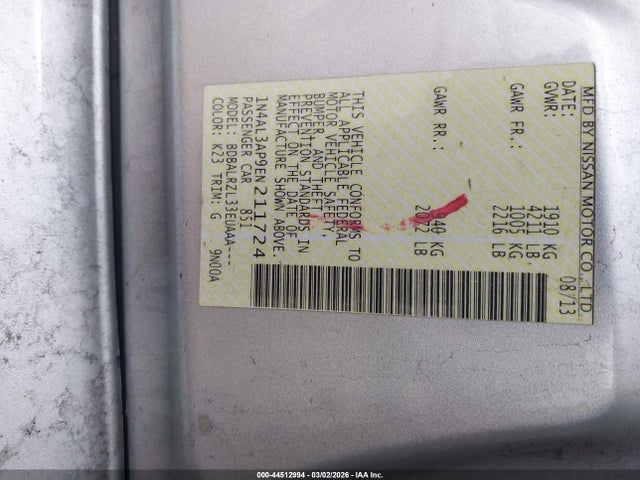 MFD BY NISSAN MOTOR CO., LTD.
DATE: 08/13
GVWR: 1910 KG
4211 LB.
GAWR FR.: 1005 KG
2216 LB
GAWR RR.: 940 KG
2072 LB
THIS VEHICLE CONFORMS TO
ALL APPLICABLE FEDERAL
MOTOR VEHICLE SAFETY,
BUMPER, AND THEFT
PREVENTION STANDARDS IN
EFFECT ON THE DATE OF
MANUFACTURE SHOWN ABOVE.
1N4AL3AP9EN211724
PASSENGER CAR 851
MODEL: BDBALRZL33EUAAA---
COLOR: K23 TRIM: G 9N00A
000-44512994 | 03/02/2026 | IAA Inc.